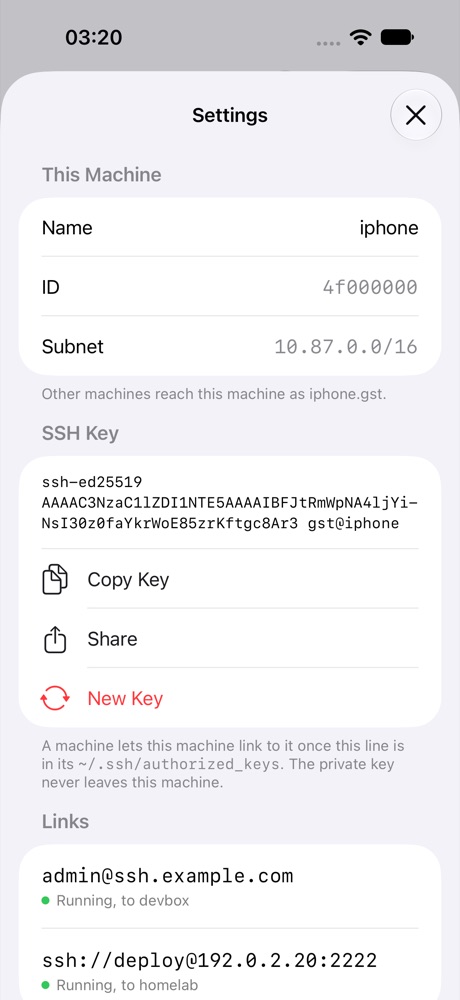 03:20
Settings
This Machine
Name iphone
ID 4f000000
Subnet 10.87.0.0/16
Other machines reach this machine as iphone.gst.
SSH Key
ssh-ed25519
AAAAC3NzaC1lZDI1NTE5AAAAIBFJtRmWpNA4ljYi-
NsI30z0faYkrWoE85zrKftgc8Ar3 gst@iphone
Copy Key
Share
New Key
A machine lets this machine link to it once this line is
in its ~/.ssh/authorized_keys. The private key
never leaves this machine.
Links
admin@ssh.example.com
Running, to devbox
ssh://deploy@192.0.2.20:2222
Running, to homelab